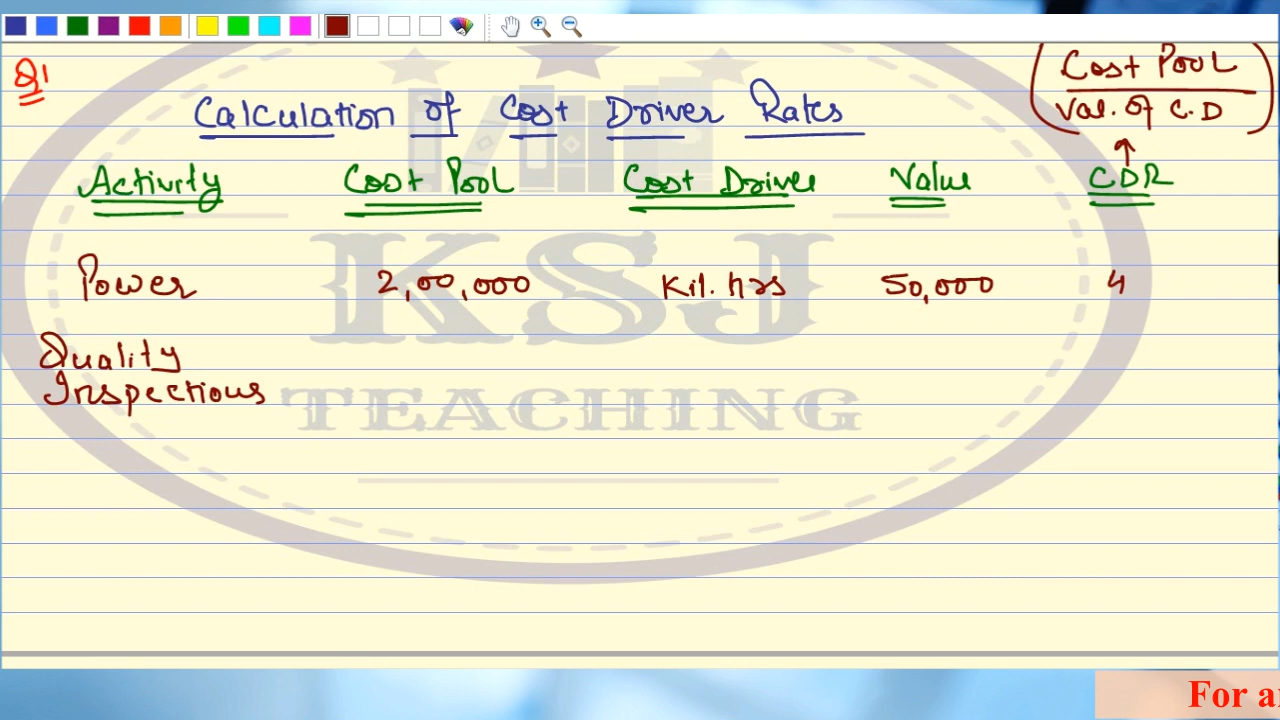 Q1
Cost Pool
Val. of C.D
Calculation of Cost Driver Rates
Activity Cost Pool Cost Driver Value CDR
Power 2,00,000 Kil. hrs 50,000 4
Quality
Inspections
KSJ
TEACHING
For a